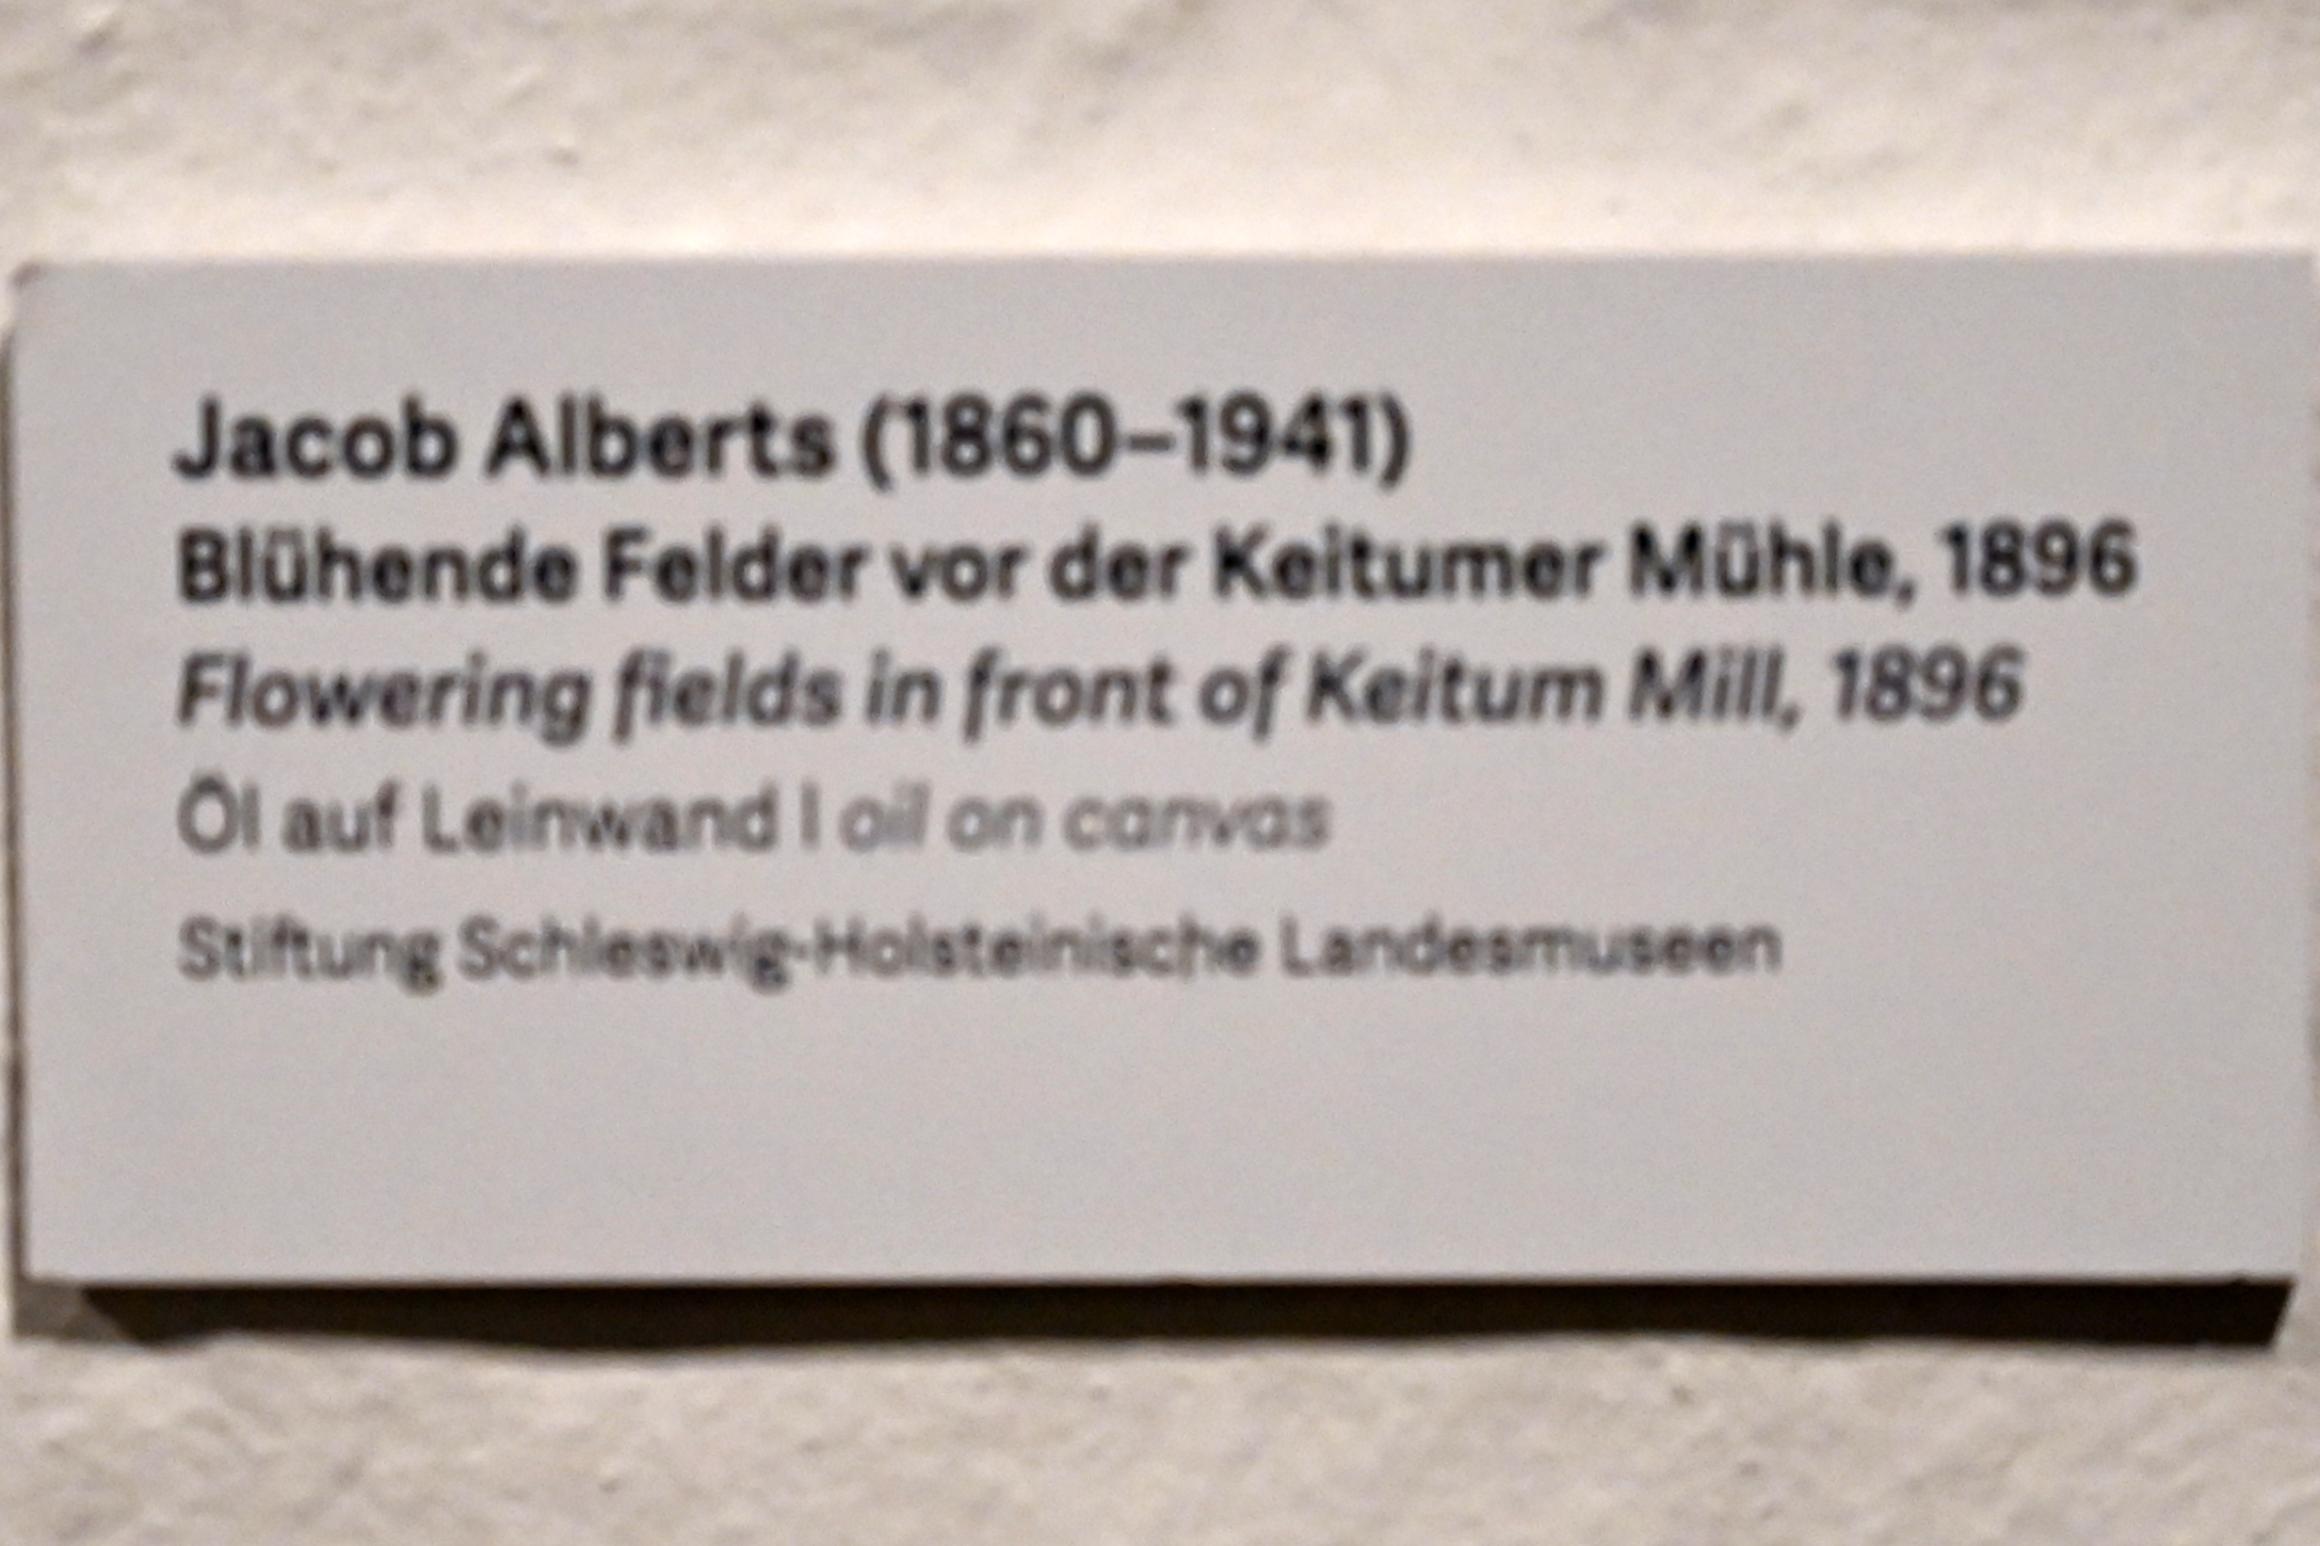 Jacob Alberts (1860–1941)
Blühende Felder vor der Keitumer Mühle, 1896
Flowering fields in front of Keitum Mill, 1896
Öl auf Leinwand | oil on canvas
Stiftung Schleswig-Holsteinische Landesmuseen